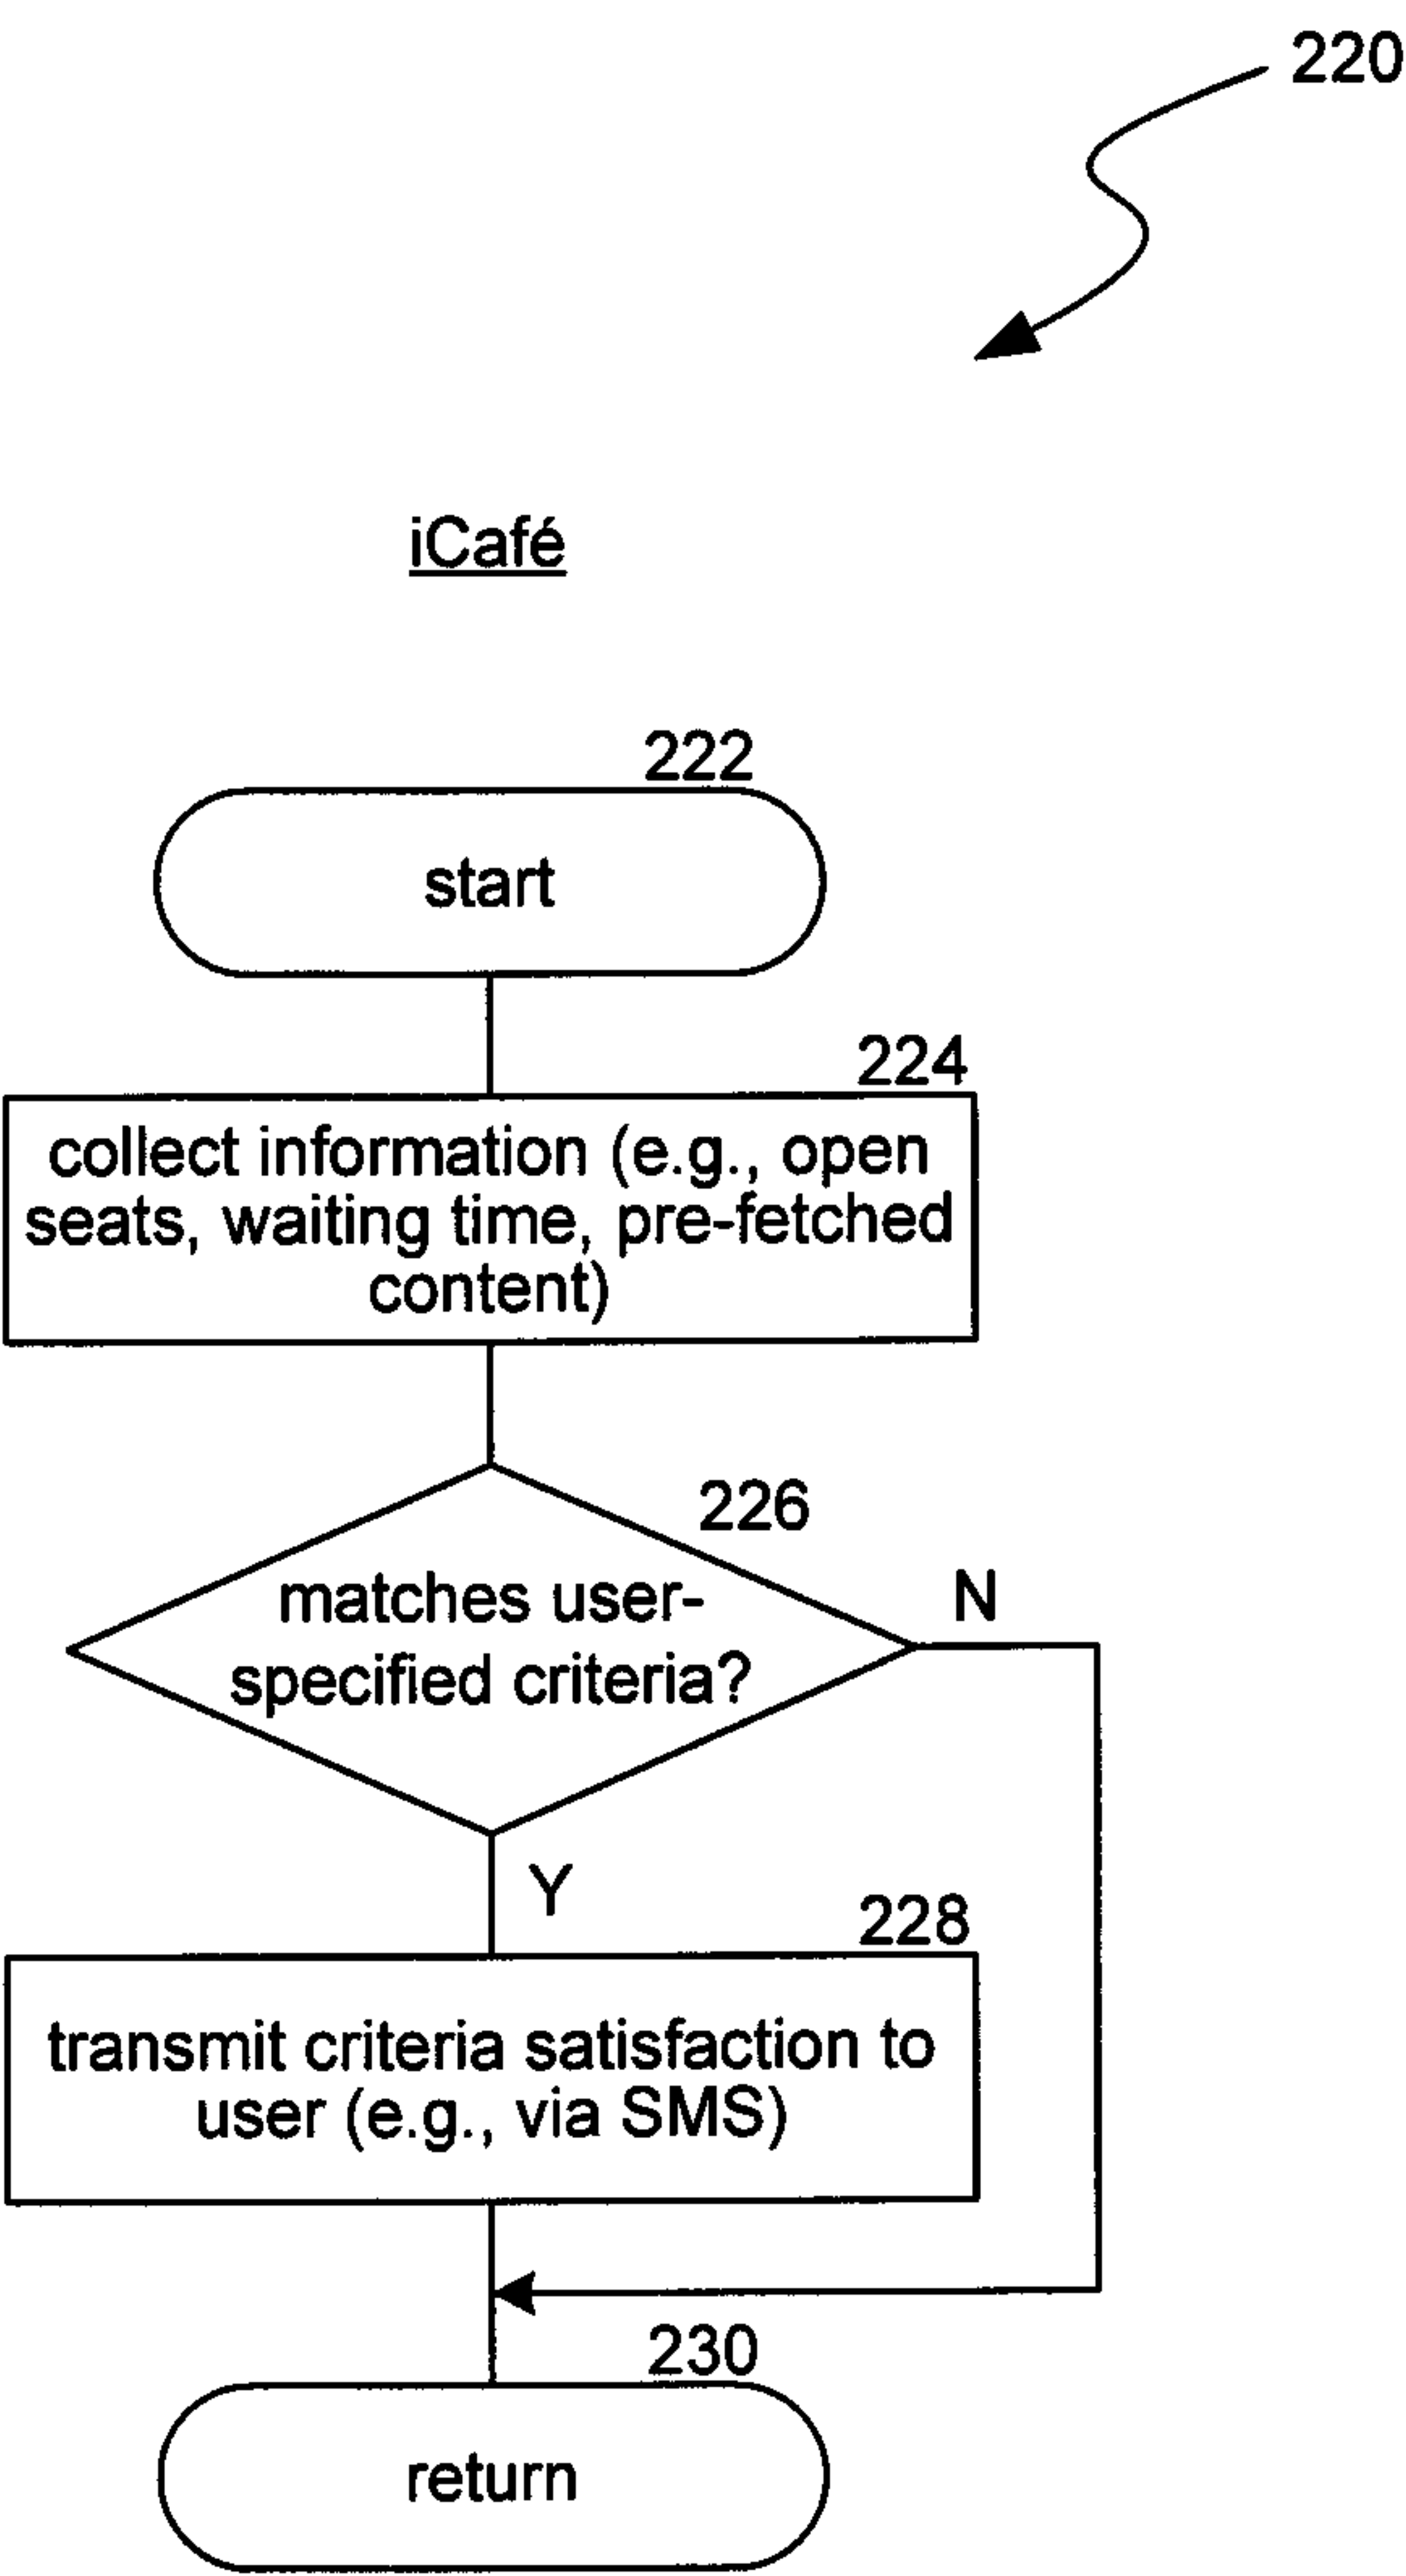 220
iCafé
222
start
224
collect information (e.g., open
seats, waiting time, pre-fetched
content)
226
matches user-
specified criteria?
N
Y
228
transmit criteria satisfaction to
user (e.g., via SMS)
230
return